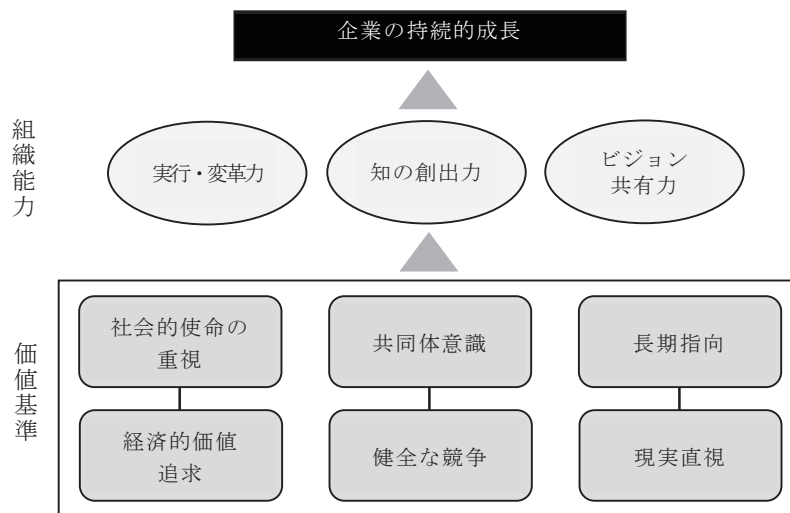 企業の持続的成長
組織能力
実行・変革力
知の創出力
ビジョン
共有力
価値基準
社会的使命の
重視
共同体意識
長期指向
経済的価値
追求
健全な競争
現実直視